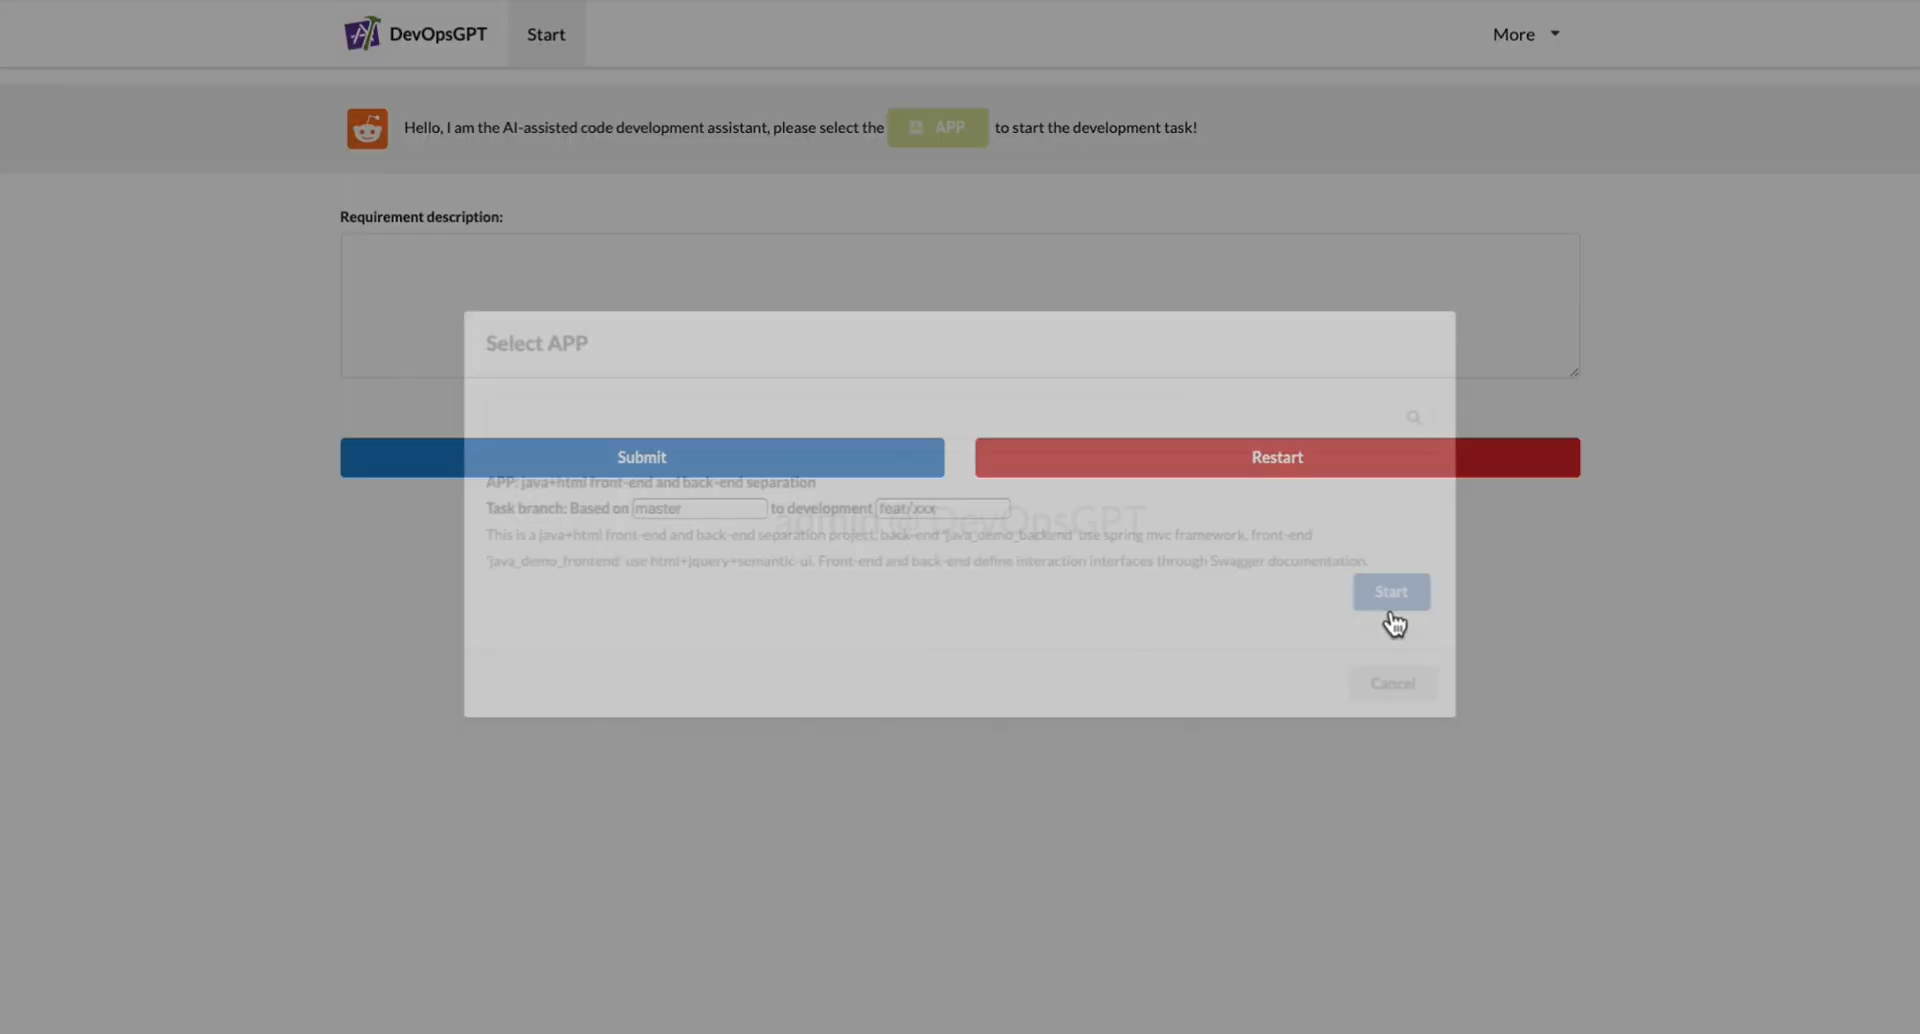 DevOpsGPT Start More
Hello, I am the AI-assisted code development assistant, please select the APP to start the development task!
Requirement description:
Select APP
Submit Restart
APP: java+html front-end and back-end separation
Task branch: Based on master to development feat/xxx
admin @ DevOpsGPT
This is a java+html front-end and back-end separation project, back-end "java_demo_backend" use spring mvc framework, front-end
"java_demo_frontend" use html+jquery+semantic-ui. Front-end and back-end define interaction interfaces through Swagger documentation.
Start
Cancel